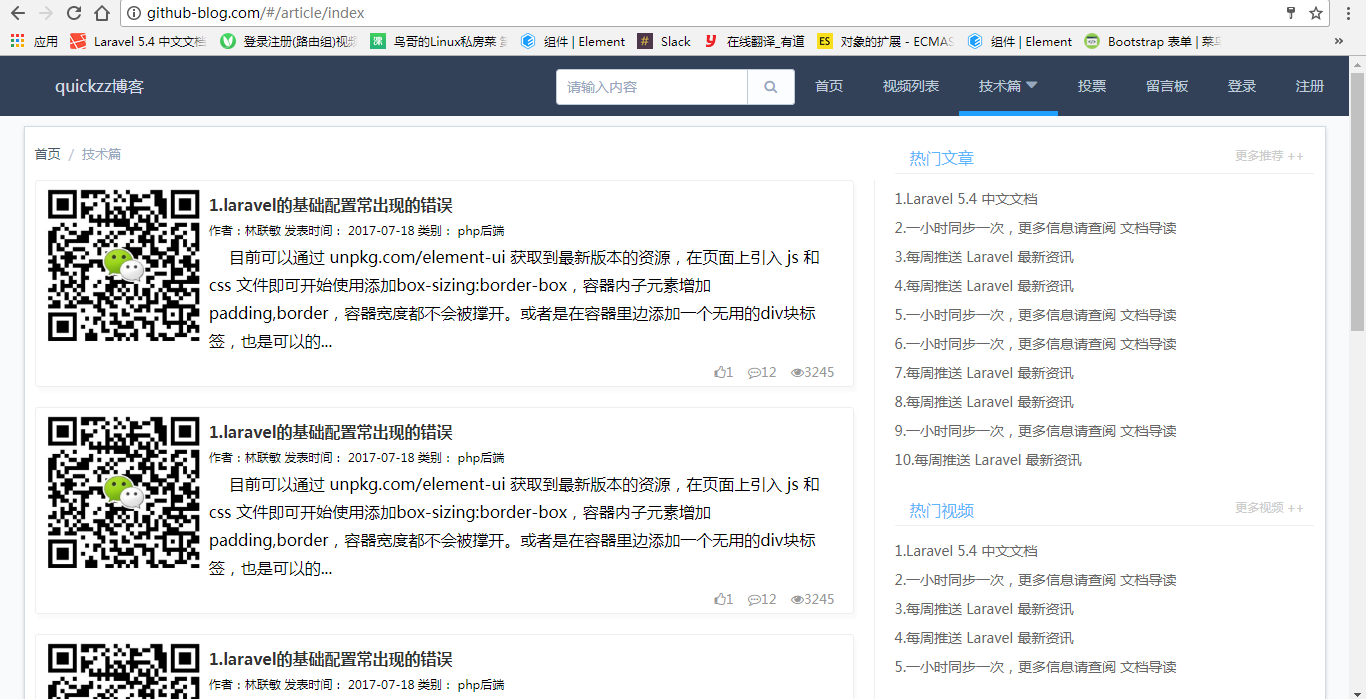 github-blog.com/#/article/index
应用 Laravel 5.4 中文文档 登录注册(路由组)视频 鸟哥的Linux私房菜 组件 | Element # Slack 在线翻译_有道 ES 对象的扩展 - ECMAS 组件 | Element Bootstrap 表单 | 菜鸟 »
quickzz博客 请输入内容 首页 视频列表 技术篇 投票 留言板 登录 注册
首页 / 技术篇
1.laravel的基础配置常出现的错误
作者：林联敏 发表时间： 2017-07-18 类别： php后端
目前可以通过 unpkg.com/element-ui 获取到最新版本的资源，在页面上引入 js 和
css 文件即可开始使用添加box-sizing:border-box，容器内子元素增加
padding,border，容器宽度都不会被撑开。或者是在容器里边添加一个无用的div块标
签，也是可以的...
1 12 3245
1.laravel的基础配置常出现的错误
作者：林联敏 发表时间： 2017-07-18 类别： php后端
目前可以通过 unpkg.com/element-ui 获取到最新版本的资源，在页面上引入 js 和
css 文件即可开始使用添加box-sizing:border-box，容器内子元素增加
padding,border，容器宽度都不会被撑开。或者是在容器里边添加一个无用的div块标
签，也是可以的...
1 12 3245
1.laravel的基础配置常出现的错误
作者：林联敏 发表时间： 2017-07-18 类别： php后端
热门文章 更多推荐 ++
1.Laravel 5.4 中文文档
2.一小时同步一次，更多信息请查阅 文档导读
3.每周推送 Laravel 最新资讯
4.每周推送 Laravel 最新资讯
5.一小时同步一次，更多信息请查阅 文档导读
6.一小时同步一次，更多信息请查阅 文档导读
7.每周推送 Laravel 最新资讯
8.每周推送 Laravel 最新资讯
9.一小时同步一次，更多信息请查阅 文档导读
10.每周推送 Laravel 最新资讯
热门视频 更多视频 ++
1.Laravel 5.4 中文文档
2.一小时同步一次，更多信息请查阅 文档导读
3.每周推送 Laravel 最新资讯
4.每周推送 Laravel 最新资讯
5.一小时同步一次，更多信息请查阅 文档导读